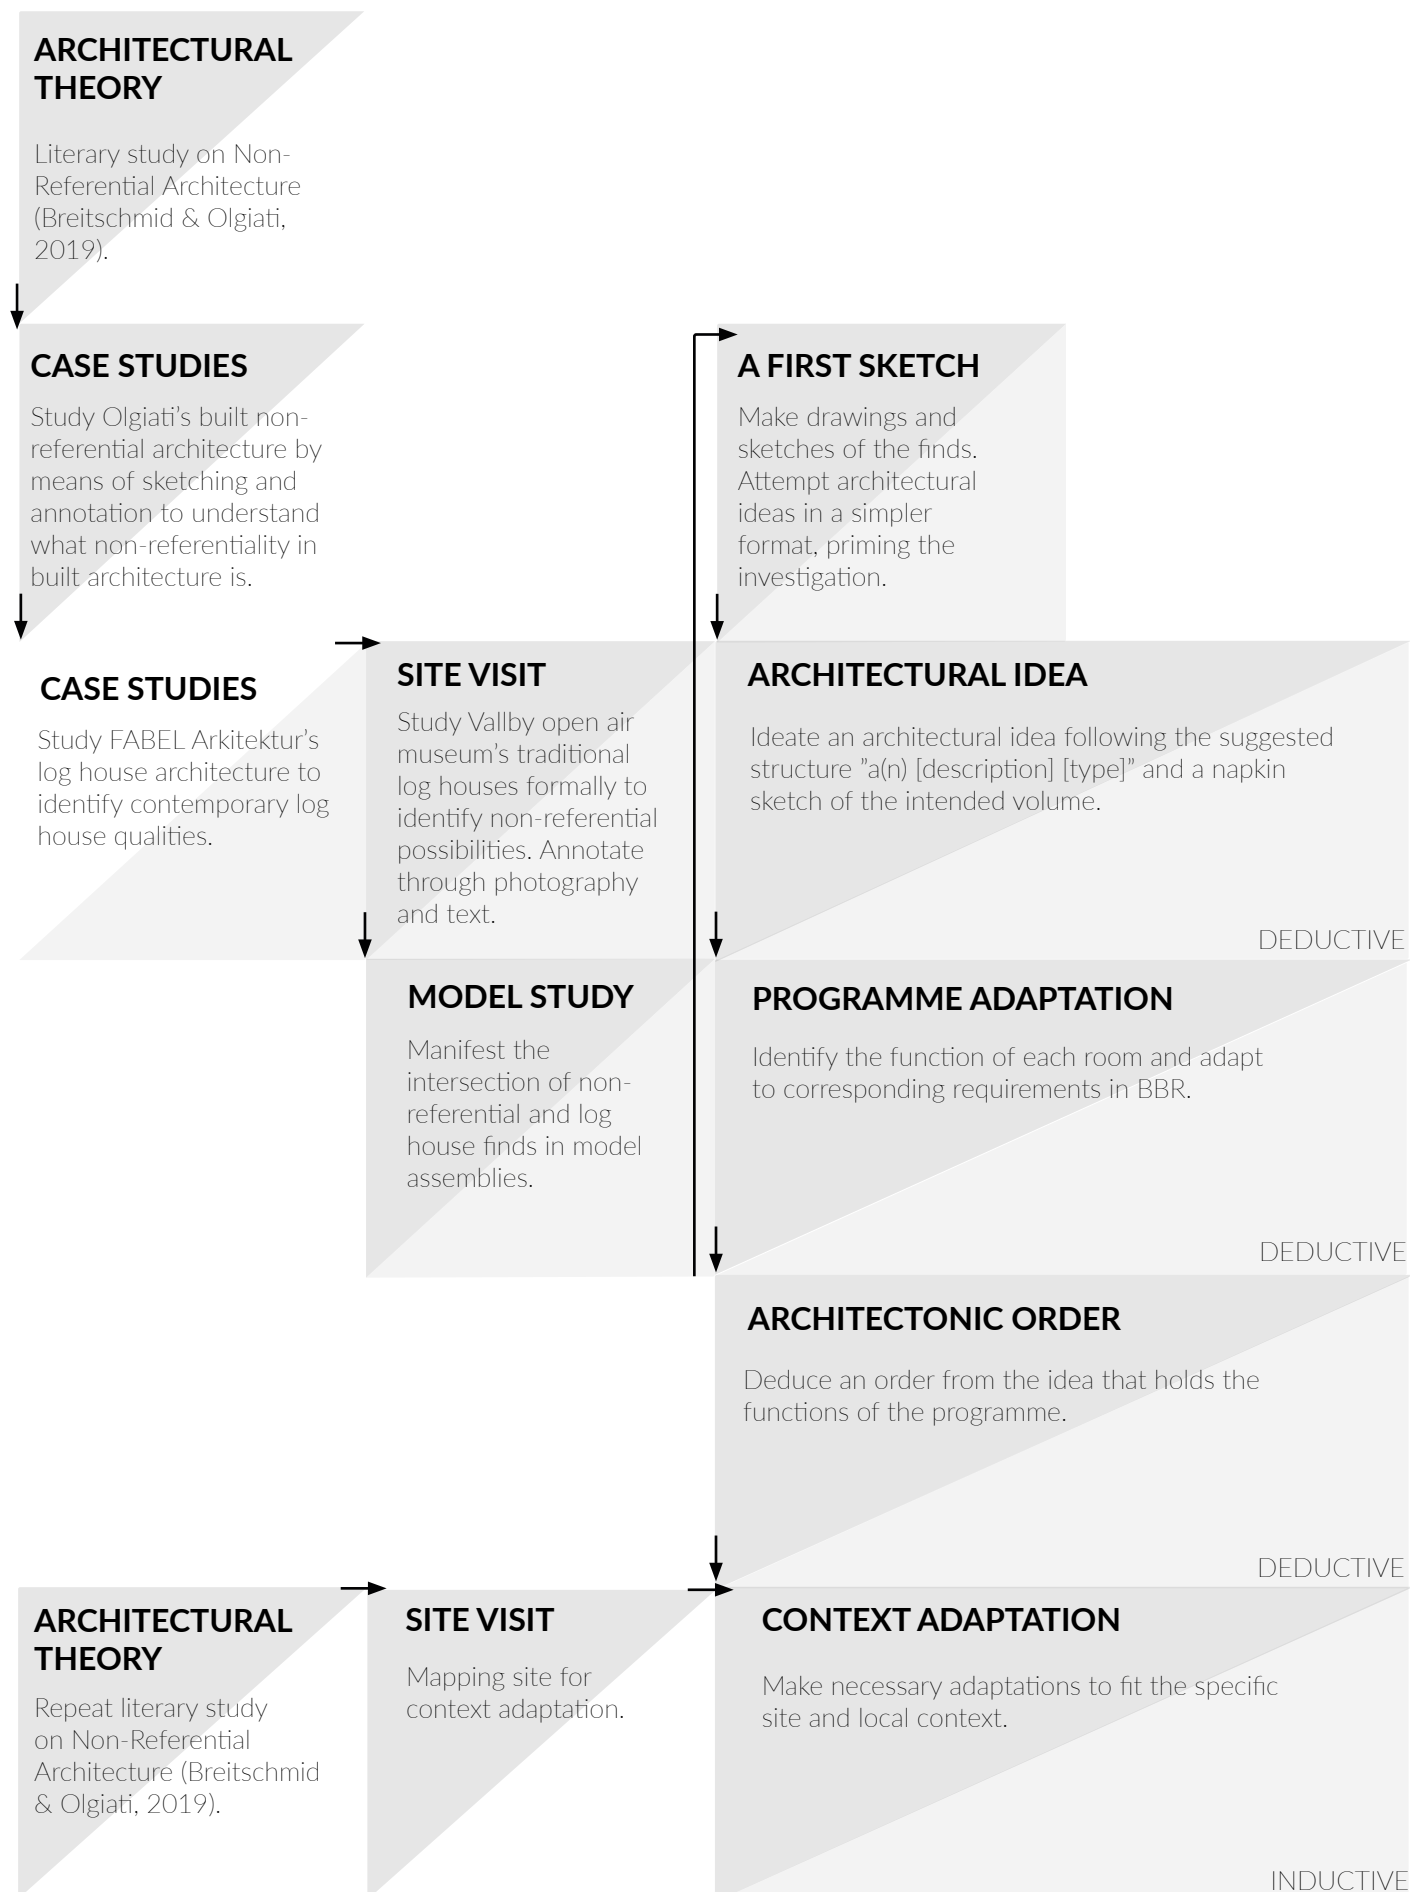 ARCHITECTURAL
THEORY
Literary study on Non-
Referential Architecture
(Breitschmid & Olgiati,
2019).
CASE STUDIES
Study Olgiati’s built non-
referential architecture by
means of sketching and
annotation to understand
what non-referentiality in
built architecture is.
CASE STUDIES
Study FABEL Arkitektur’s
log house architecture to
identify contemporary log
house qualities.
SITE VISIT
Study Vallby open air
museum’s traditional
log houses formally to
identify non-referential
possibilities. Annotate
through photography
and text.
MODEL STUDY
Manifest the
intersection of non-
referential and log
house finds in model
assemblies.
A FIRST SKETCH
Make drawings and
sketches of the finds.
Attempt architectural
ideas in a simpler
format, priming the
investigation.
ARCHITECTURAL IDEA
Ideate an architectural idea following the suggested
structure ”a(n) [description] [type]” and a napkin
sketch of the intended volume.
DEDUCTIVE
PROGRAMME ADAPTATION
Identify the function of each room and adapt
to corresponding requirements in BBR.
DEDUCTIVE
ARCHITECTONIC ORDER
Deduce an order from the idea that holds the
functions of the programme.
DEDUCTIVE
ARCHITECTURAL
THEORY
Repeat literary study
on Non-Referential
Architecture (Breitschmid
& Olgiati, 2019).
SITE VISIT
Mapping site for
context adaptation.
CONTEXT ADAPTATION
Make necessary adaptations to fit the specific
site and local context.
INDUCTIVE